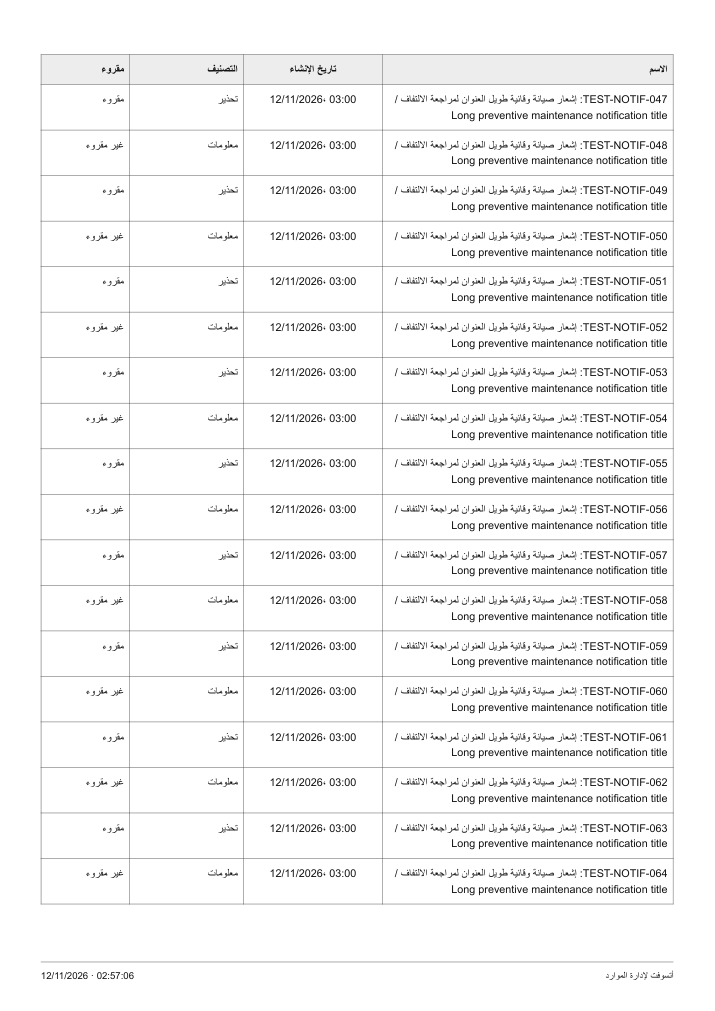 الاسم تاريخ الإنشاء التصنيف مقروء
TEST-NOTIF-047: إشعار صيانة وقائية طويل العنوان لمراجعة الالتفاف / 12/11/2026، 03:00 تحذير مقروء
Long preventive maintenance notification title
TEST-NOTIF-048: إشعار صيانة وقائية طويل العنوان لمراجعة الالتفاف / 12/11/2026، 03:00 معلومات غير مقروء
Long preventive maintenance notification title
TEST-NOTIF-049: إشعار صيانة وقائية طويل العنوان لمراجعة الالتفاف / 12/11/2026، 03:00 تحذير مقروء
Long preventive maintenance notification title
TEST-NOTIF-050: إشعار صيانة وقائية طويل العنوان لمراجعة الالتفاف / 12/11/2026، 03:00 معلومات غير مقروء
Long preventive maintenance notification title
TEST-NOTIF-051: إشعار صيانة وقائية طويل العنوان لمراجعة الالتفاف / 12/11/2026، 03:00 تحذير مقروء
Long preventive maintenance notification title
TEST-NOTIF-052: إشعار صيانة وقائية طويل العنوان لمراجعة الالتفاف / 12/11/2026، 03:00 معلومات غير مقروء
Long preventive maintenance notification title
TEST-NOTIF-053: إشعار صيانة وقائية طويل العنوان لمراجعة الالتفاف / 12/11/2026، 03:00 تحذير مقروء
Long preventive maintenance notification title
TEST-NOTIF-054: إشعار صيانة وقائية طويل العنوان لمراجعة الالتفاف / 12/11/2026، 03:00 معلومات غير مقروء
Long preventive maintenance notification title
TEST-NOTIF-055: إشعار صيانة وقائية طويل العنوان لمراجعة الالتفاف / 12/11/2026، 03:00 تحذير مقروء
Long preventive maintenance notification title
TEST-NOTIF-056: إشعار صيانة وقائية طويل العنوان لمراجعة الالتفاف / 12/11/2026، 03:00 معلومات غير مقروء
Long preventive maintenance notification title
TEST-NOTIF-057: إشعار صيانة وقائية طويل العنوان لمراجعة الالتفاف / 12/11/2026، 03:00 تحذير مقروء
Long preventive maintenance notification title
TEST-NOTIF-058: إشعار صيانة وقائية طويل العنوان لمراجعة الالتفاف / 12/11/2026، 03:00 معلومات غير مقروء
Long preventive maintenance notification title
TEST-NOTIF-059: إشعار صيانة وقائية طويل العنوان لمراجعة الالتفاف / 12/11/2026، 03:00 تحذير مقروء
Long preventive maintenance notification title
TEST-NOTIF-060: إشعار صيانة وقائية طويل العنوان لمراجعة الالتفاف / 12/11/2026، 03:00 معلومات غير مقروء
Long preventive maintenance notification title
TEST-NOTIF-061: إشعار صيانة وقائية طويل العنوان لمراجعة الالتفاف / 12/11/2026، 03:00 تحذير مقروء
Long preventive maintenance notification title
TEST-NOTIF-062: إشعار صيانة وقائية طويل العنوان لمراجعة الالتفاف / 12/11/2026، 03:00 معلومات غير مقروء
Long preventive maintenance notification title
TEST-NOTIF-063: إشعار صيانة وقائية طويل العنوان لمراجعة الالتفاف / 12/11/2026، 03:00 تحذير مقروء
Long preventive maintenance notification title
TEST-NOTIF-064: إشعار صيانة وقائية طويل العنوان لمراجعة الالتفاف / 12/11/2026، 03:00 معلومات غير مقروء
Long preventive maintenance notification title
أتسوفت لإدارة الموارد 12/11/2026 · 02:57:06